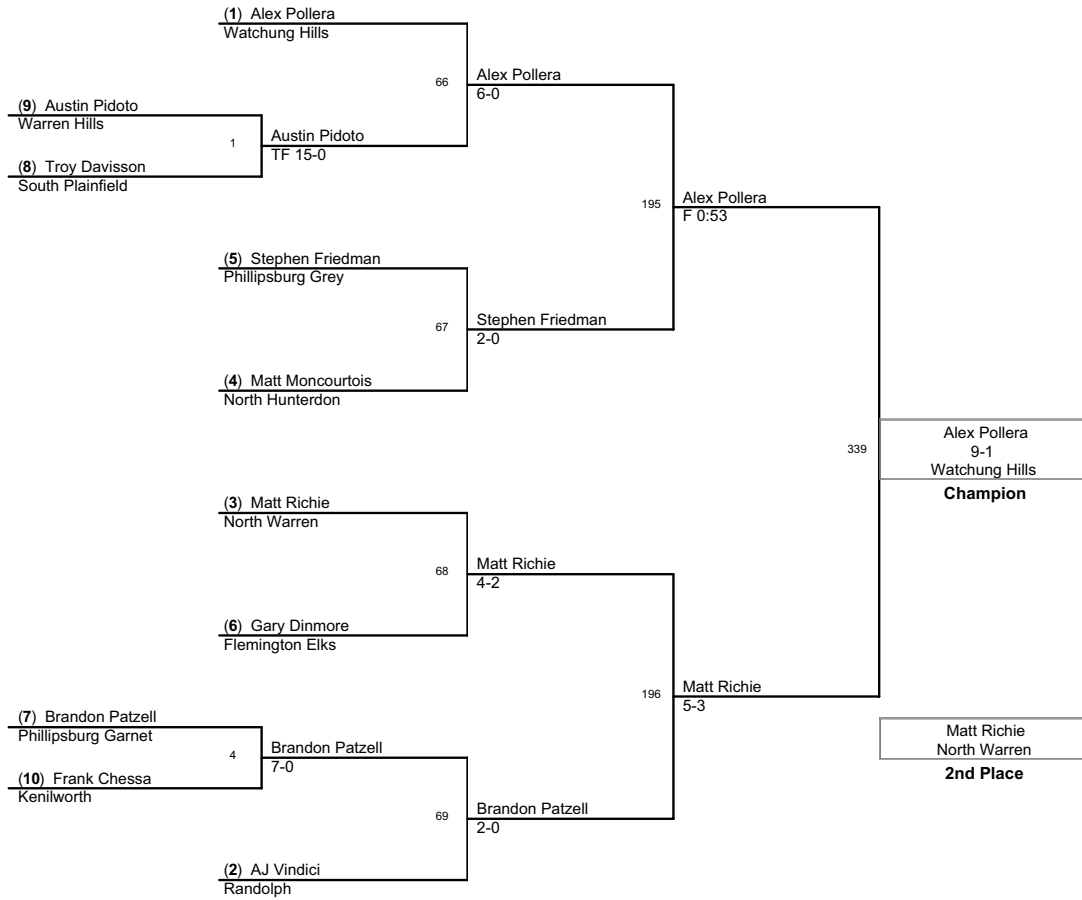 (1) Alex Pollera
Watchung Hills
66
Alex Pollera
6-0
(9) Austin Pidoto
Warren Hills
1
Austin Pidoto
TF 15-0
(8) Troy Davisson
South Plainfield
195
Alex Pollera
F 0:53
(5) Stephen Friedman
Phillipsburg Grey
67
Stephen Friedman
2-0
(4) Matt Moncourtois
North Hunterdon
339
Alex Pollera
9-1
Watchung Hills
Champion
(3) Matt Richie
North Warren
68
Matt Richie
4-2
(6) Gary Dinmore
Flemington Elks
196
Matt Richie
5-3
(7) Brandon Patzell
Phillipsburg Garnet
4
Brandon Patzell
7-0
(10) Frank Chessa
Kenilworth
69
Brandon Patzell
2-0
(2) AJ Vindici
Randolph
Matt Richie
North Warren
2nd Place